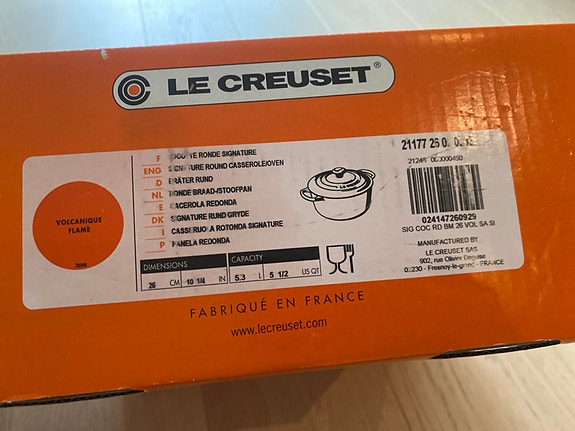 LE CREUSET®
VOLCANIQUE
FLAME
F COCOTTE RONDE SIGNATURE
ENG SIGNATURE ROUND CASSEROLE/OVEN
D BRÄTER RUND
NL RONDE BRAAD-/STOOFPAN
E CACEROLA REDONDA
DK SIGNATURE RUND GRYDE
I CASSERUOLA ROTONDA SIGNATURE
P PANELA REDONDA
DIMENSIONS
26 CM 10 1/4 IN
CAPACITY
5.3 L 5 1/2 US QT
21177 26 0
000000450
024147260929
SIG COC RD BM 26 VOL SA SI
MANUFACTURED BY
LE CREUSET SAS
902, rue Olivier Deguise
02230 - Fresnoy-le-grand - FRANCE
FABRIQUÉ EN FRANCE
www.lecreuset.com